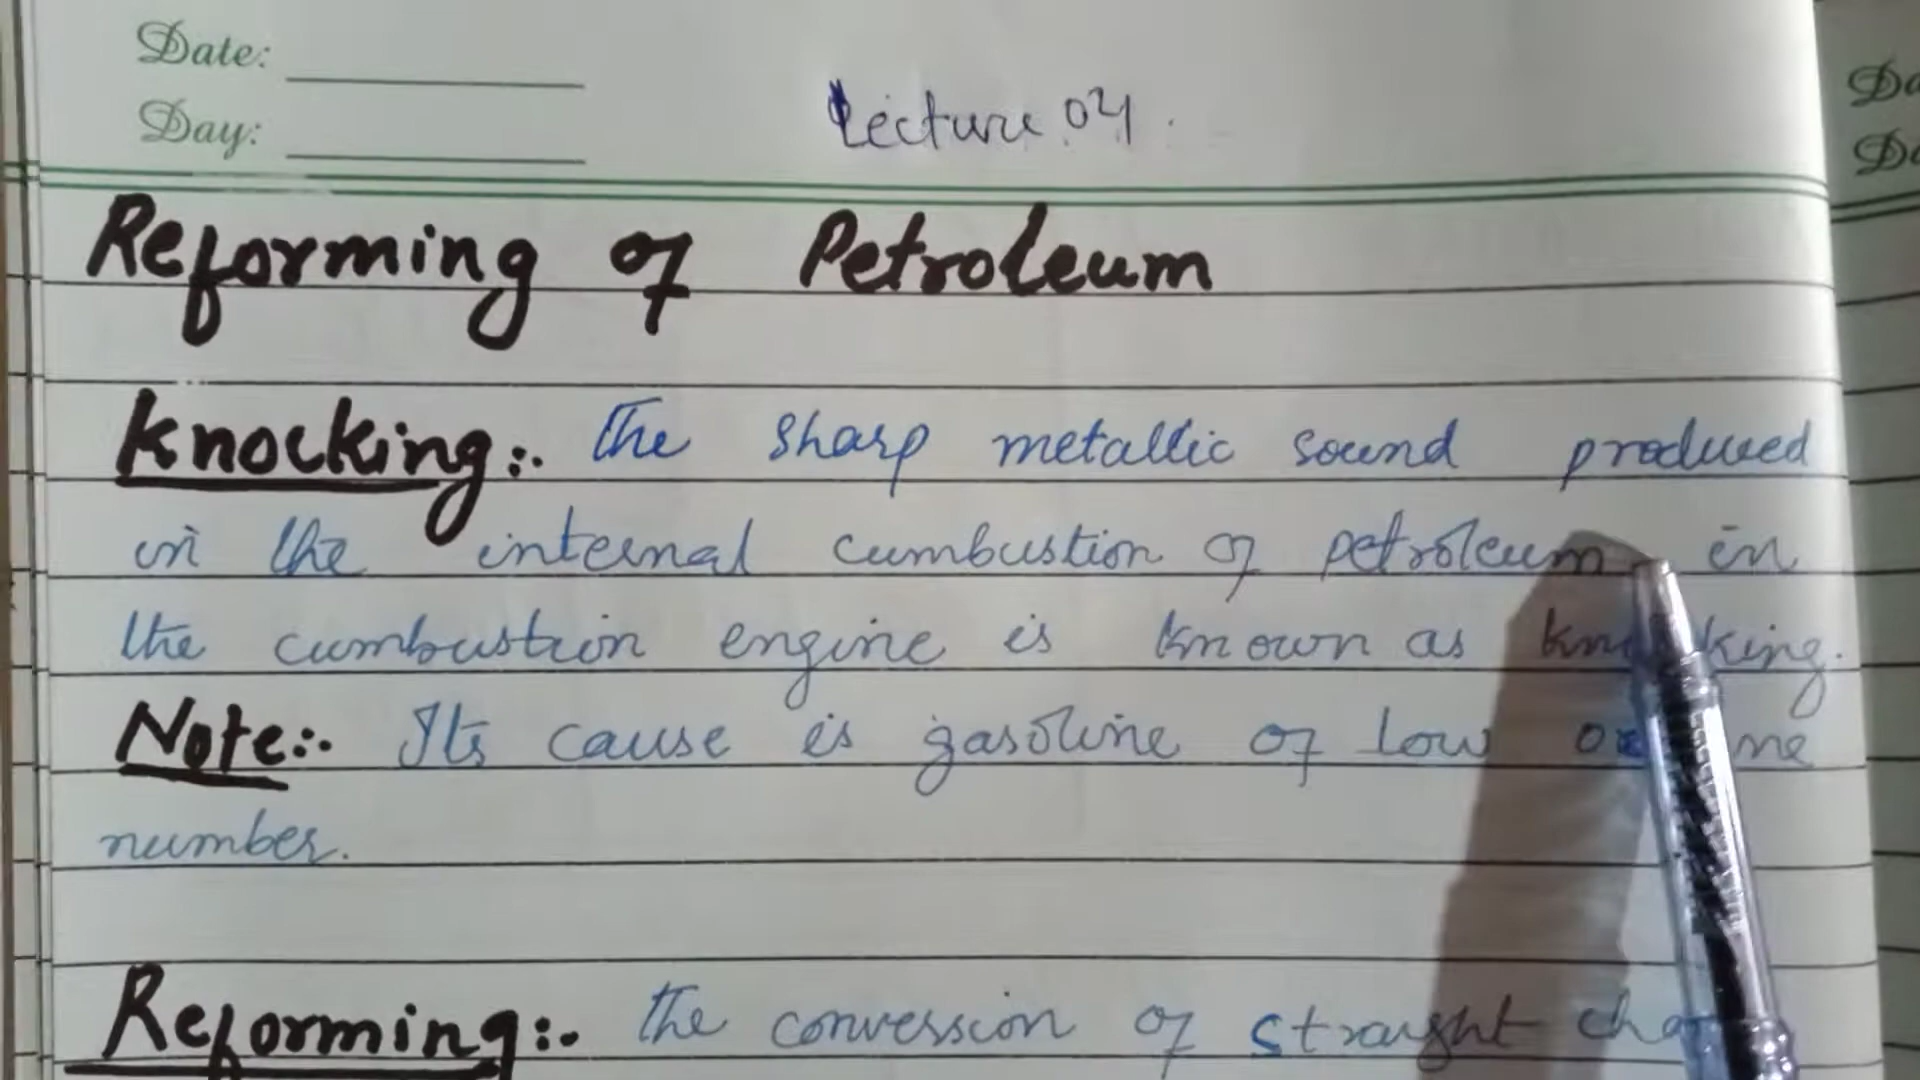 Date:
Day:
Lecture 04.
Da
Da
Reforming of Petroleum
Knocking:. The sharp metallic sound produced
in the internal cumbustion of petroleum in
the cumbustion engine is known as knocking.
Note:. Its cause is gasoline of low
number.
Reforming:. The conversion of straight